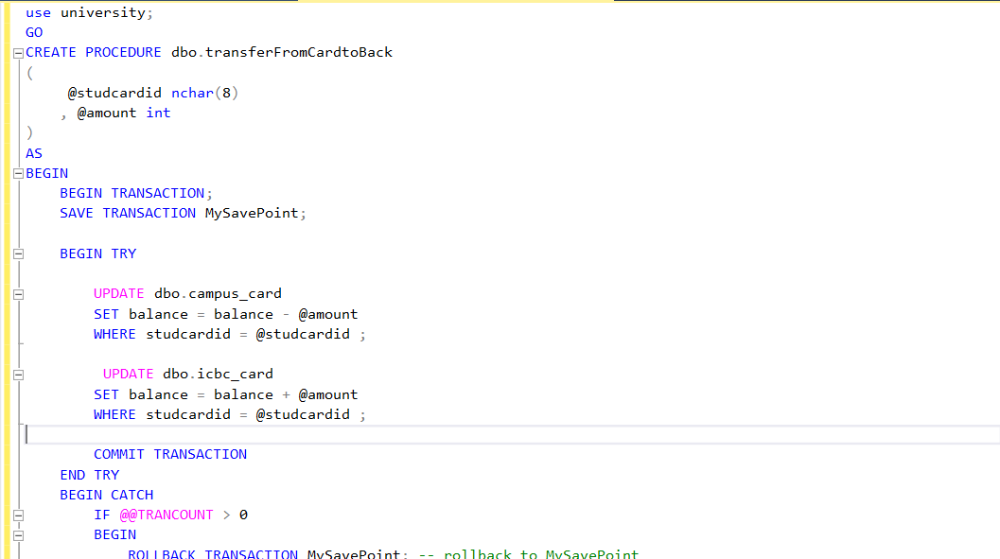 use university;
GO
CREATE PROCEDURE dbo.transferFromCardtoBack
(
@studcardid nchar(8)
, @amount int
)
AS
BEGIN
BEGIN TRANSACTION;
SAVE TRANSACTION MySavePoint;
BEGIN TRY
UPDATE dbo.campus_card
SET balance = balance - @amount
WHERE studcardid = @studcardid ;
UPDATE dbo.icbc_card
SET balance = balance + @amount
WHERE studcardid = @studcardid ;
COMMIT TRANSACTION
END TRY
BEGIN CATCH
IF @@TRANCOUNT > 0
BEGIN
ROLLBACK TRANSACTION MySavePoint; -- rollback to MySavePoint